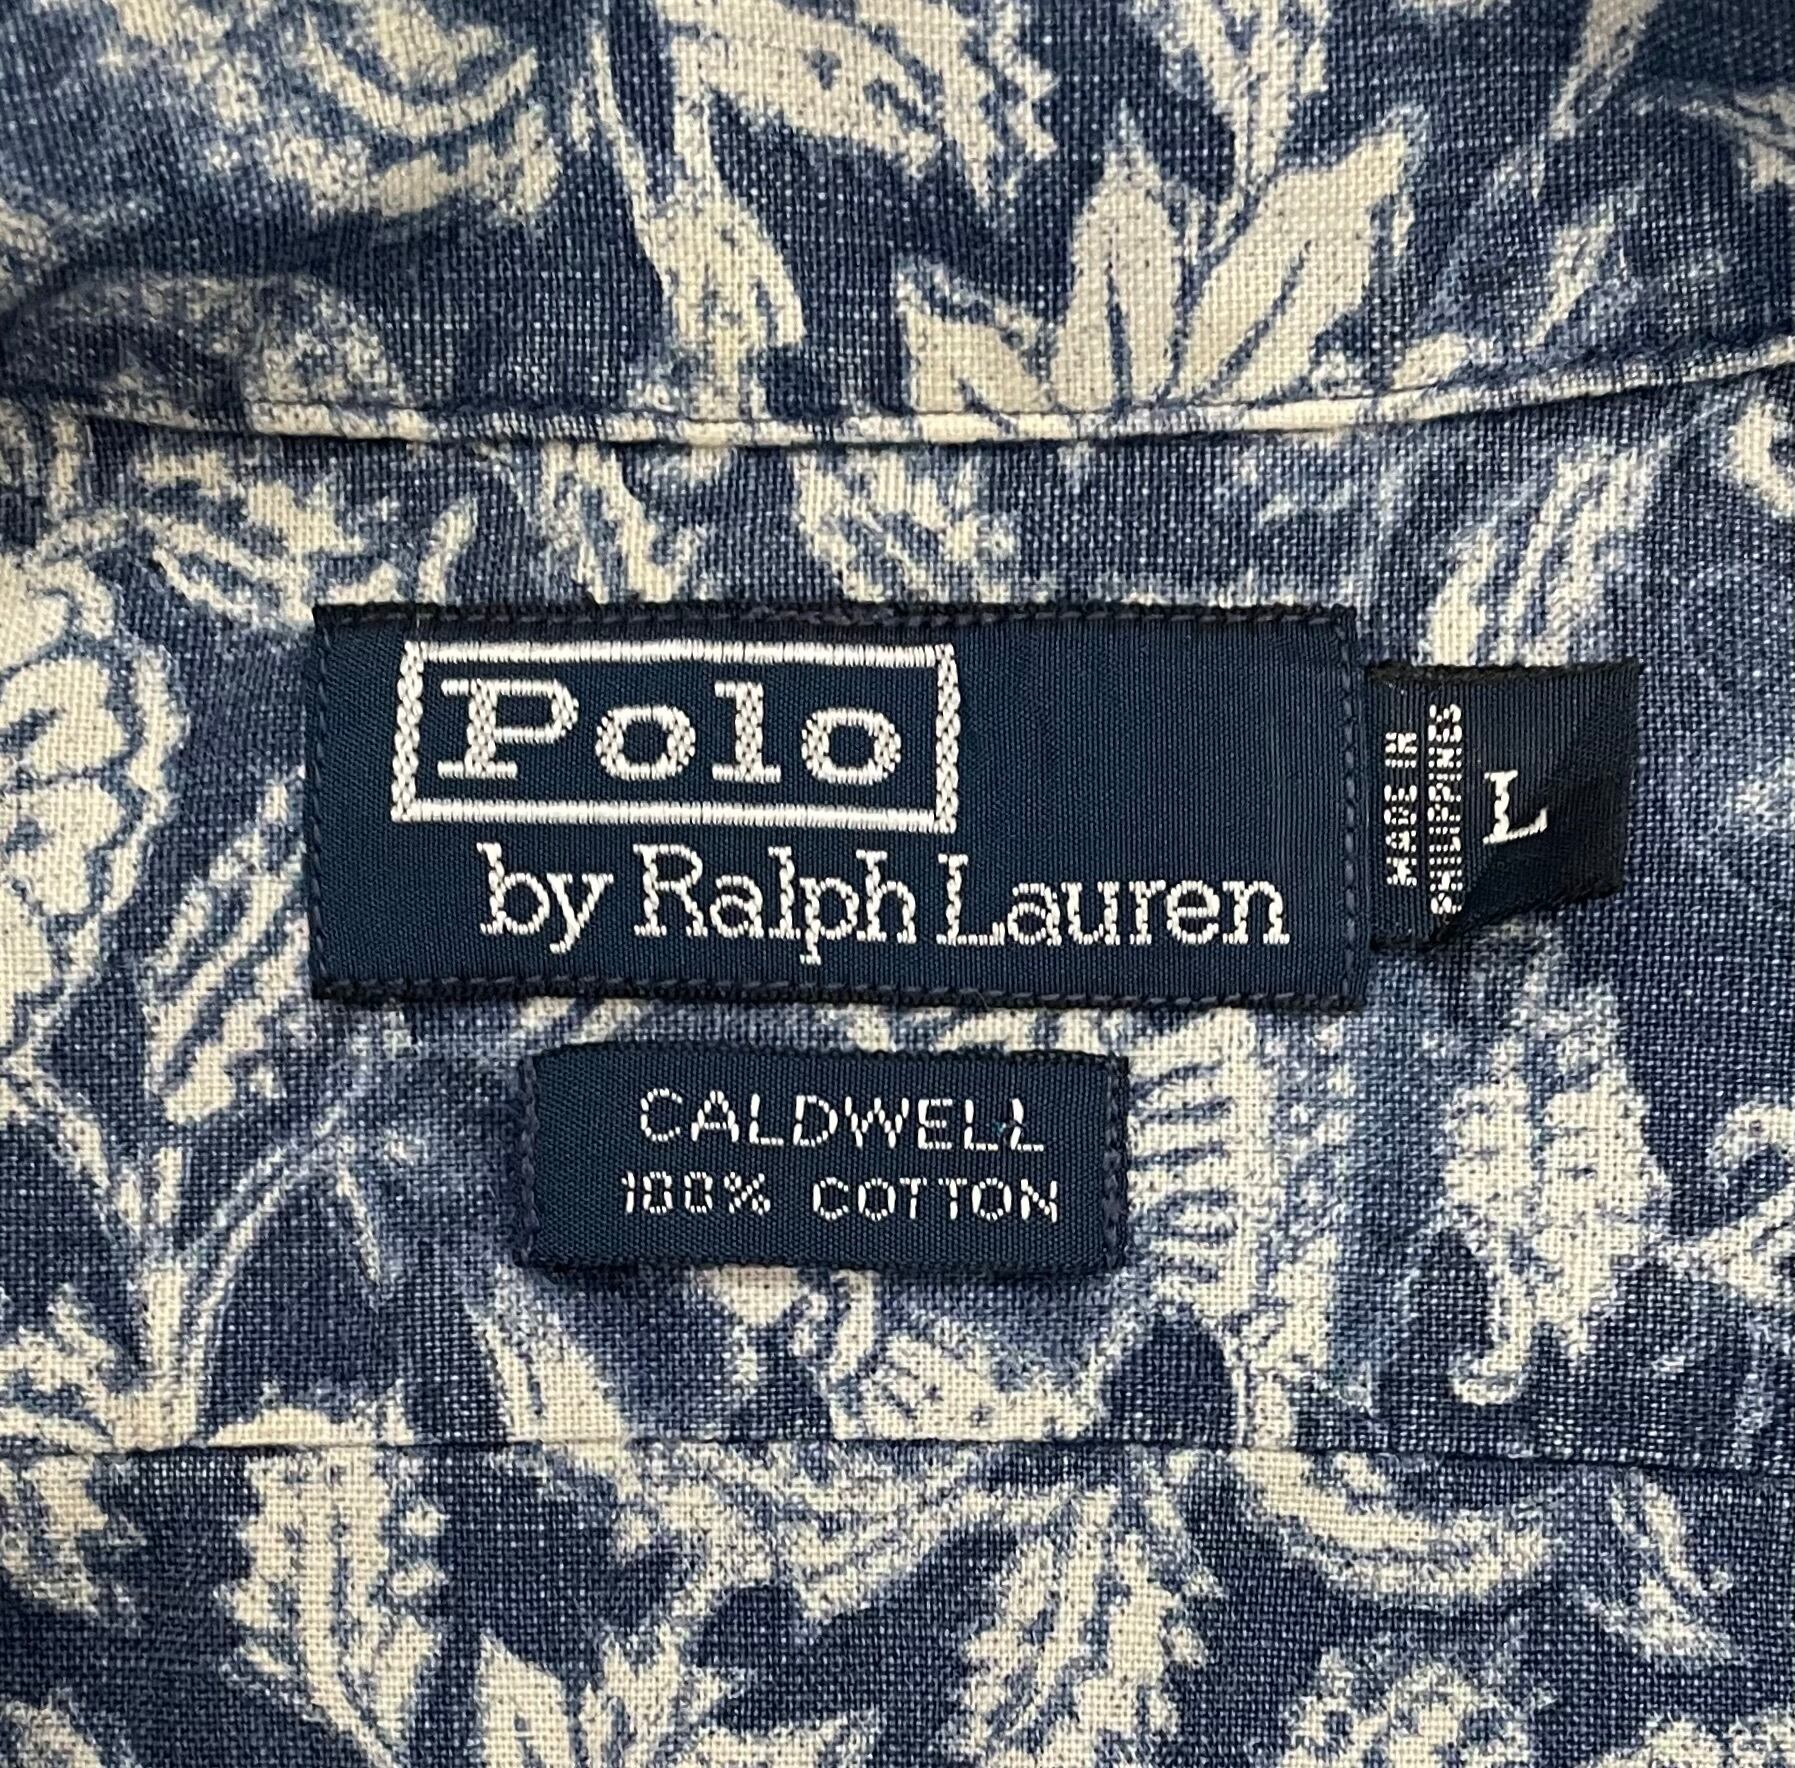 Polo
by Ralph Lauren
MADE IN
PHILIPPINES
L
CALDWELL
100% COTTON